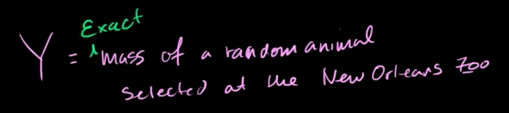 Exact
Y = mass of a random animal
selected at the New Orleans Zoo